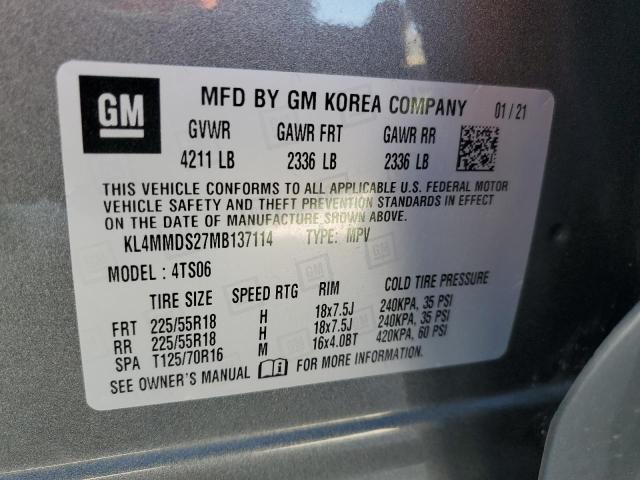 GM MFD BY GM KOREA COMPANY 01/21
GVWR GAWR FRT GAWR RR
4211 LB 2336 LB 2336 LB
THIS VEHICLE CONFORMS TO ALL APPLICABLE U.S. FEDERAL MOTOR
VEHICLE SAFETY AND THEFT PREVENTION STANDARDS IN EFFECT
ON THE DATE OF MANUFACTURE SHOWN ABOVE.
KL4MMDS27MB137114 TYPE: MPV
MODEL: 4TS06
TIRE SIZE SPEED RTG RIM COLD TIRE PRESSURE
FRT 225/55R18 H 18x7.5J 240KPA, 35 PSI
RR 225/55R18 H 18x7.5J 240KPA, 35 PSI
SPA T125/70R16 M 16x4.0BT 420KPA, 60 PSI
SEE OWNER'S MANUAL FOR MORE INFORMATION